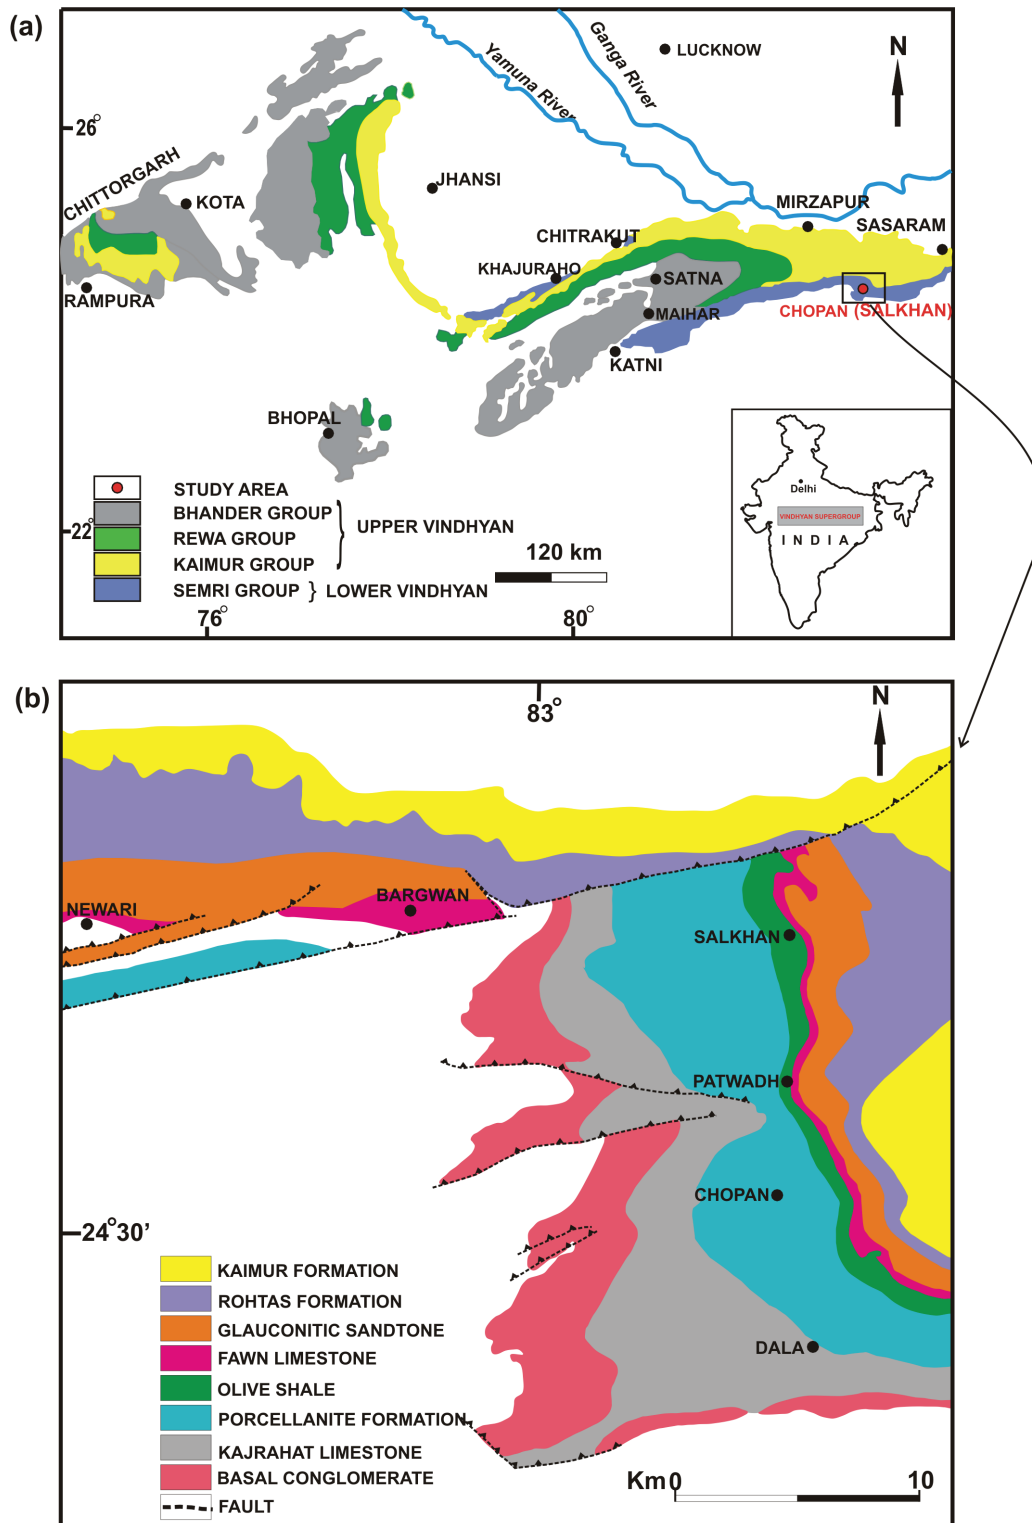 (a)
LUCKNOW
N
Ganga River
Yamuna River
26°
CHITTORGARH
KOTA
JHANSI
MIRZAPUR
SASARAM
CHITRAKUT
KHAJURAHO
SATNA
RAMPURA
MAIHAR
CHOPAN (SALKHAN)
KATNI
BHOPAL
Delhi
VINDHYAN SUPERGROUP
INDIA
STUDY AREA
BHANDER GROUP
REWA GROUP
UPPER VINDHYAN
KAIMUR GROUP
SEMRI GROUP } LOWER VINDHYAN
22°
120 km
76°
80°
(b)
83°
N
NEWARI
BARGWAN
SALKHAN
PATWADH
CHOPAN
24°30’
DALA
KAIMUR FORMATION
ROHTAS FORMATION
GLAUCONITIC SANDTONE
FAWN LIMESTONE
OLIVE SHALE
PORCELLANITE FORMATION
KAJRAHAT LIMESTONE
BASAL CONGLOMERATE
FAULT
Km 0 10